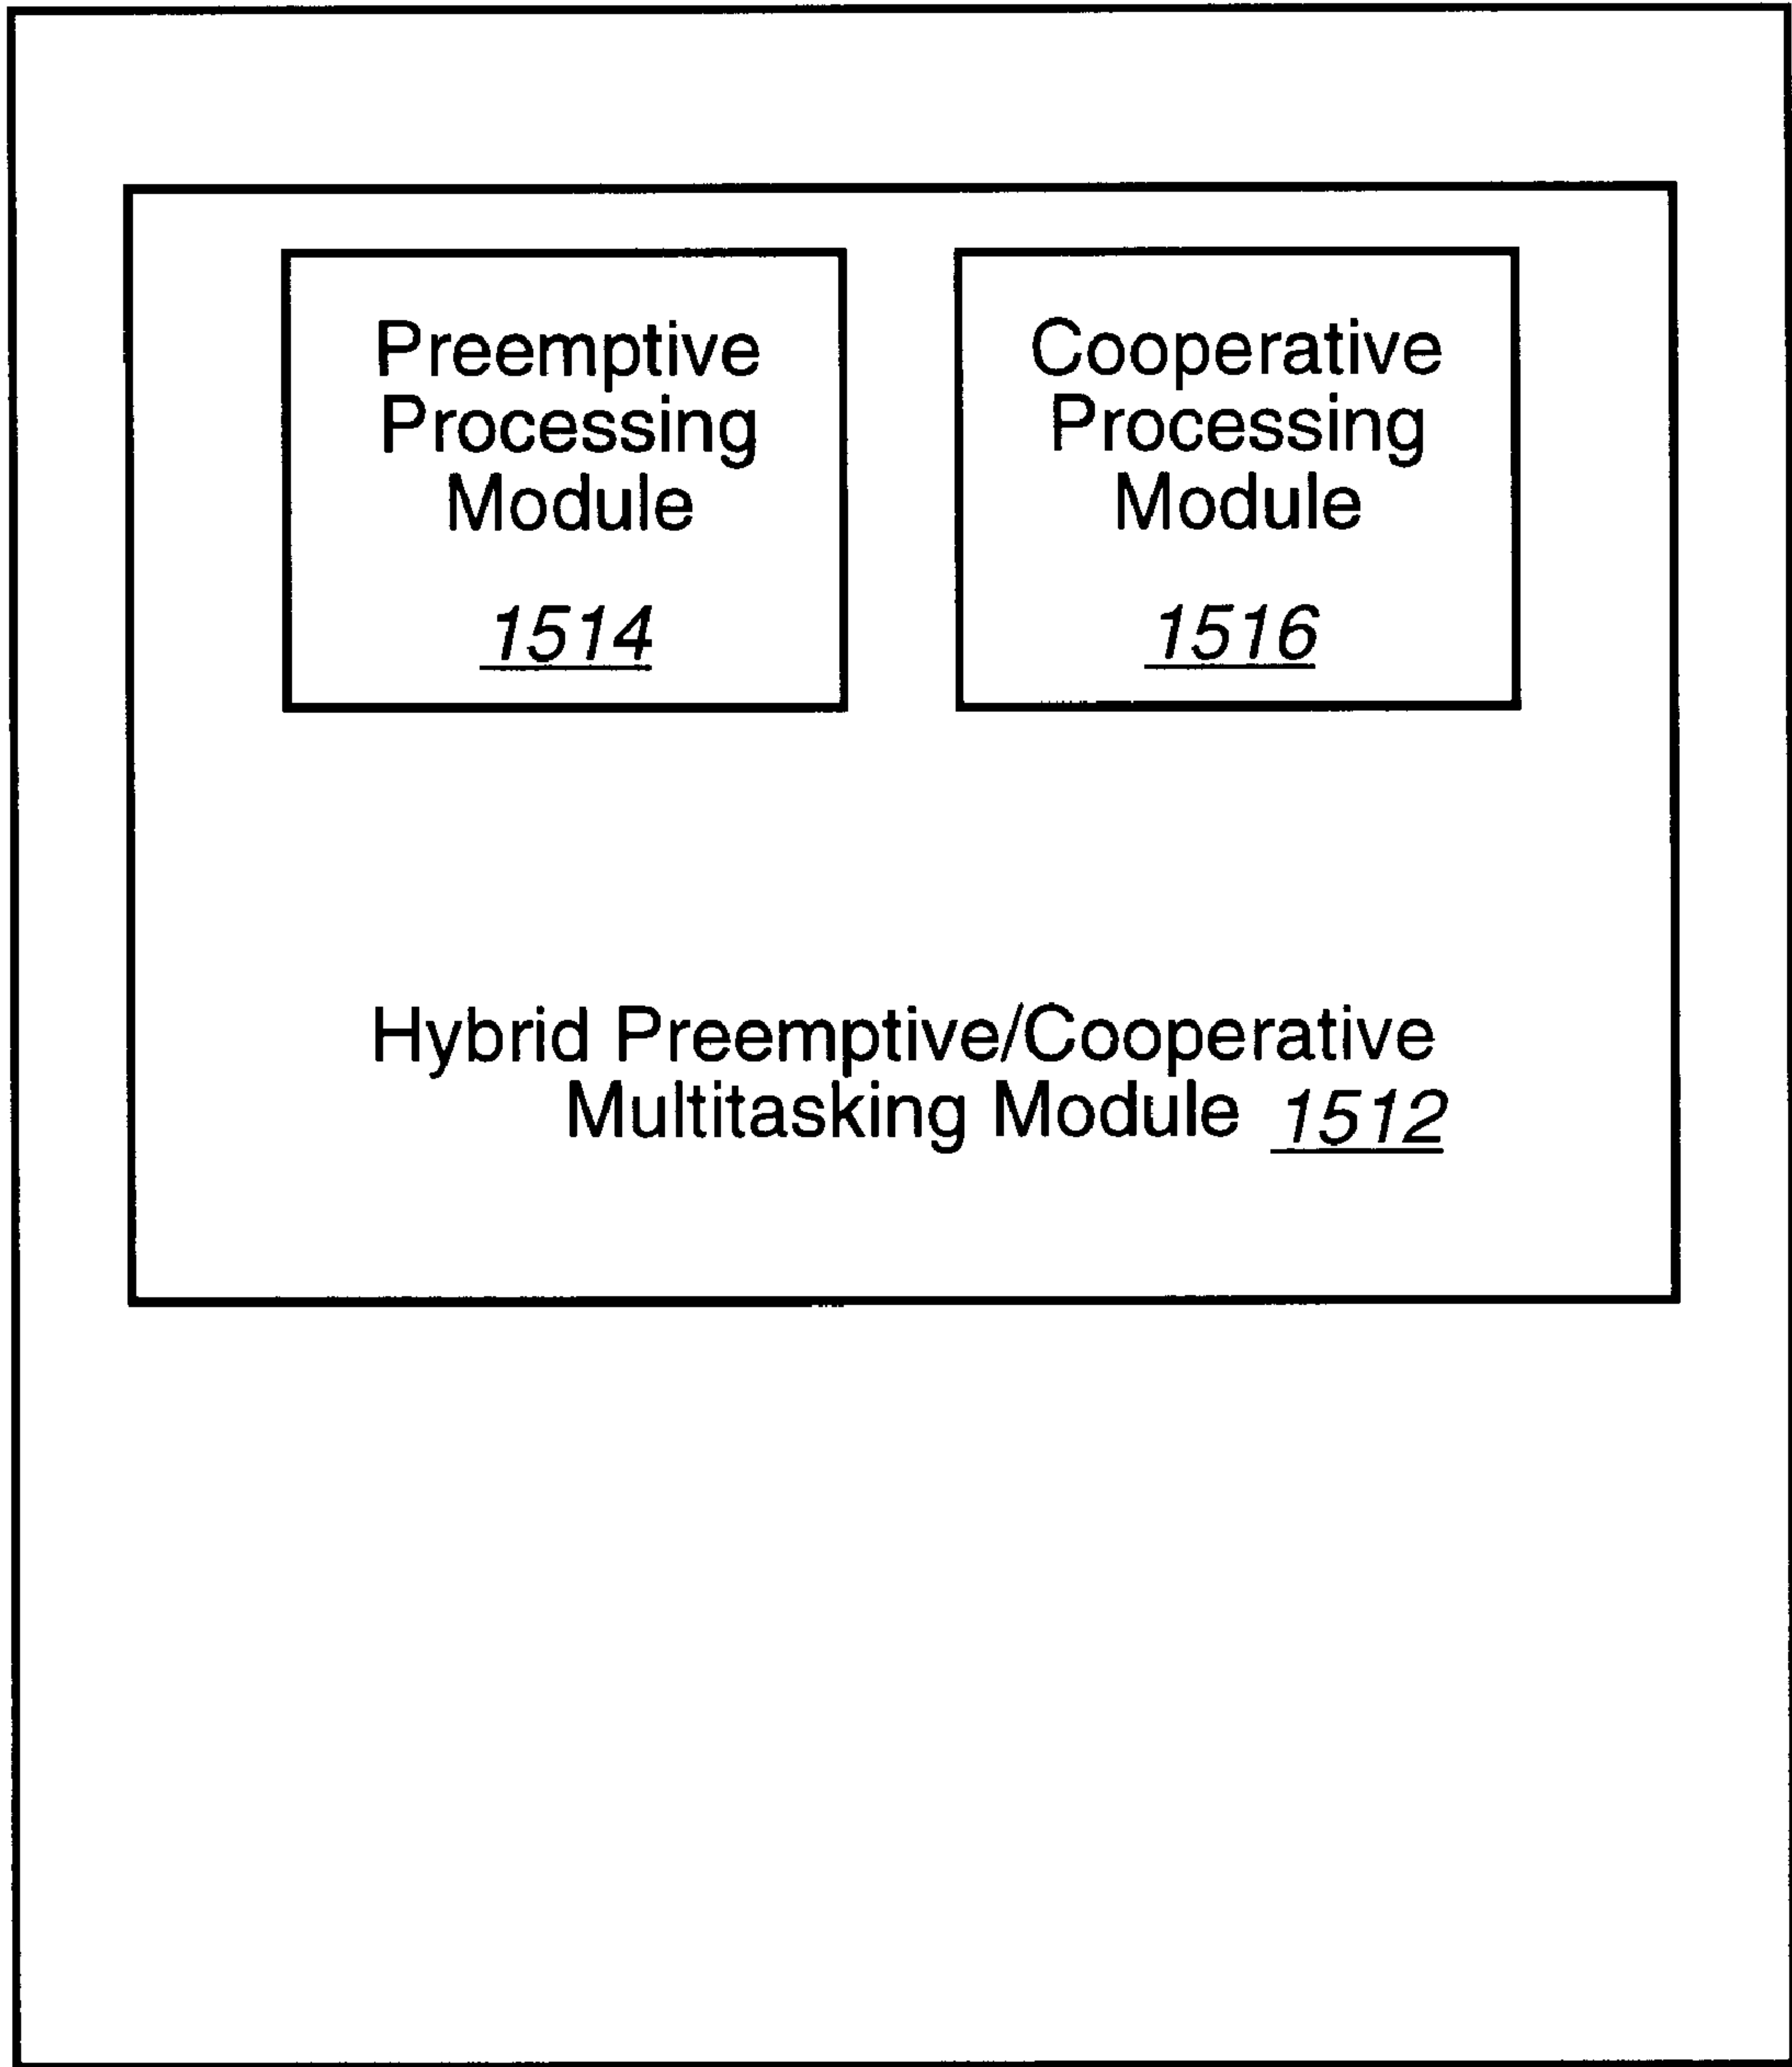 Preemptive
Processing
Module
1514
Cooperative
Processing
Module
1516
Hybrid Preemptive/Cooperative
Multitasking Module 1512